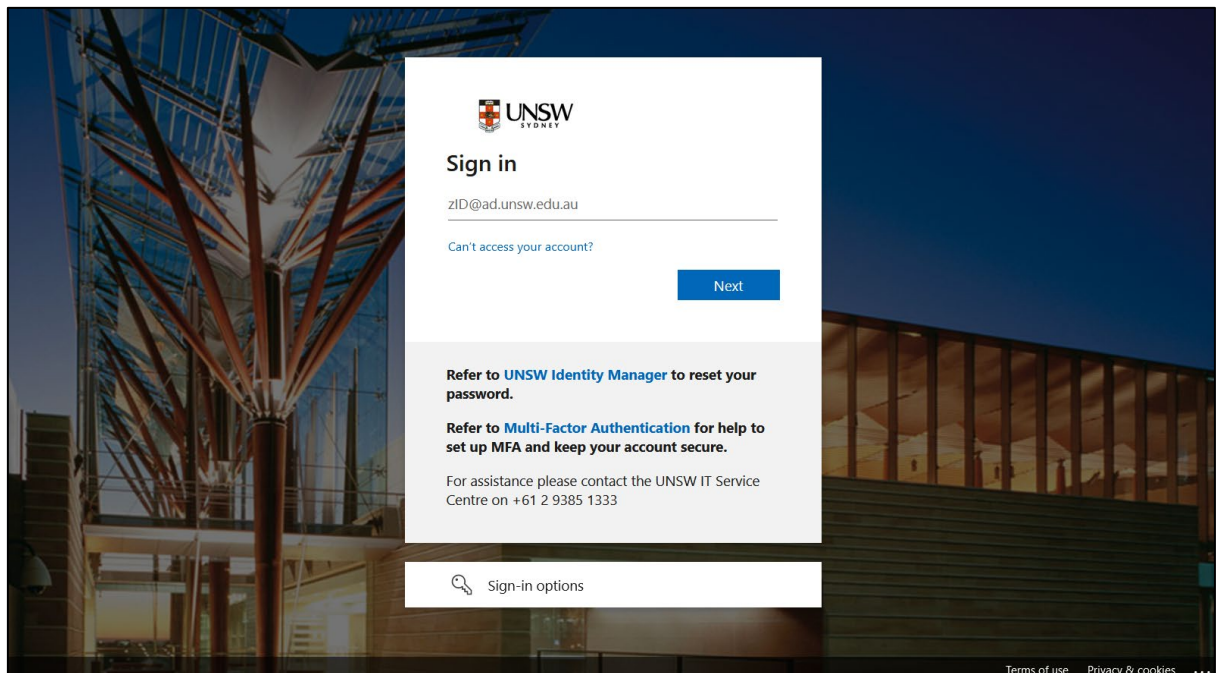 UNSW
SYDNEY
Sign in
zID@ad.unsw.edu.au
Can't access your account?
Next
Refer to UNSW Identity Manager to reset your
password.
Refer to Multi-Factor Authentication for help to
set up MFA and keep your account secure.
For assistance please contact the UNSW IT Service
Centre on +61 2 9385 1333
Sign-in options
Terms of use Privacy & cookies ...